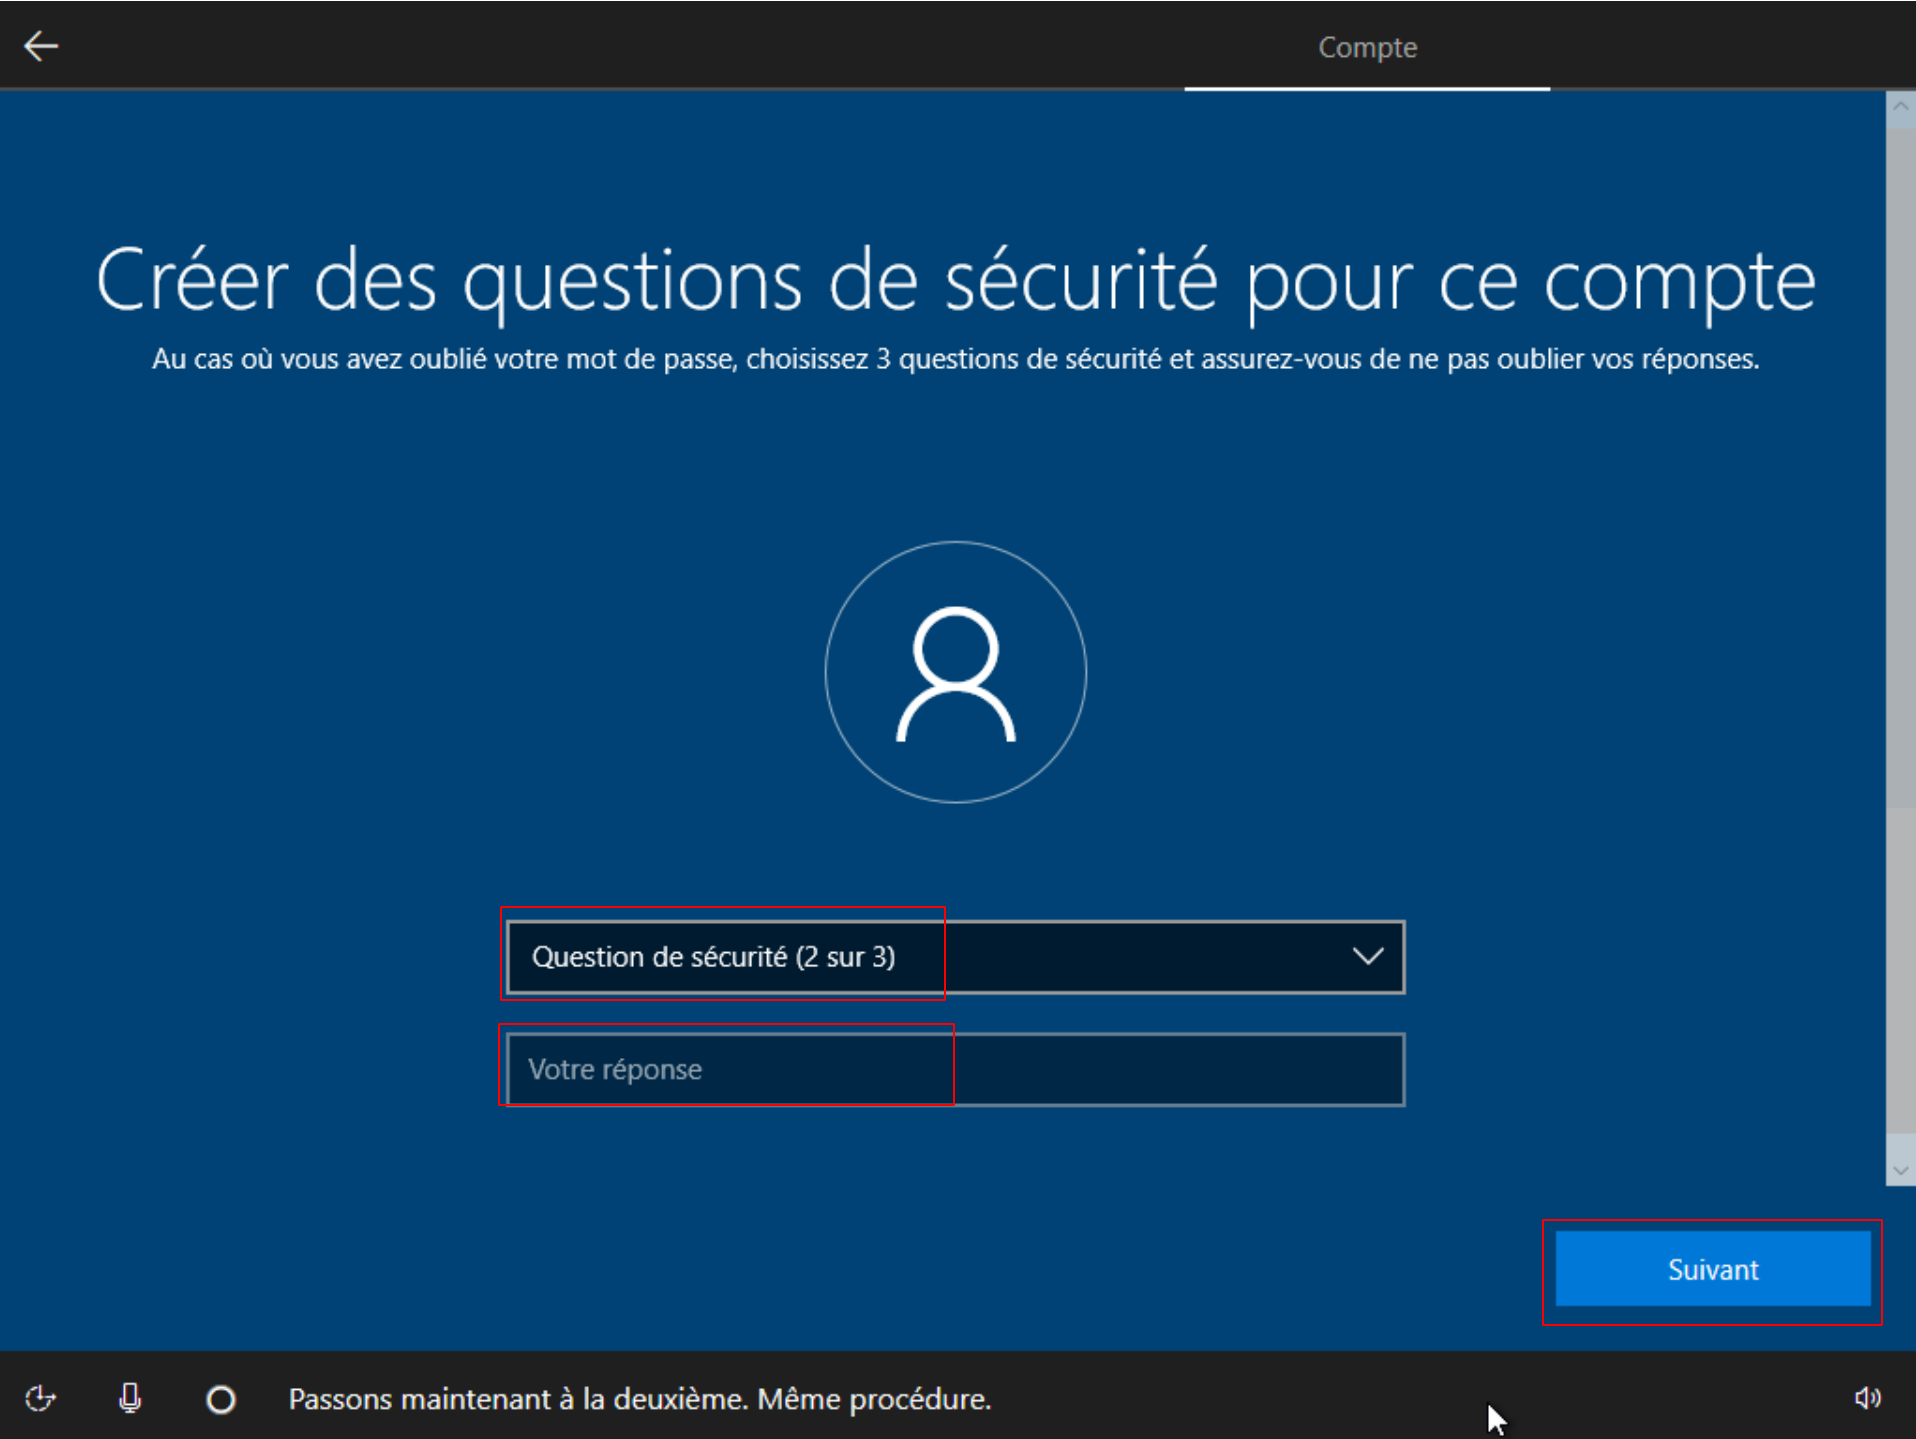 Compte
Créer des questions de sécurité pour ce compte
Au cas où vous avez oublié votre mot de passe, choisissez 3 questions de sécurité et assurez-vous de ne pas oublier vos réponses.
Question de sécurité (2 sur 3)
Votre réponse
Suivant
Passons maintenant à la deuxième. Même procédure.